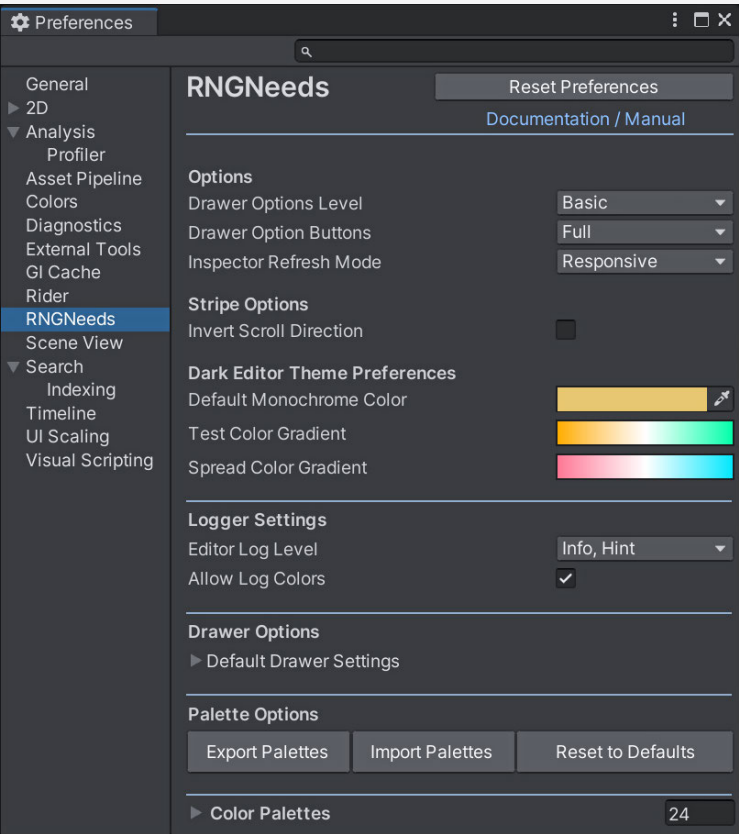 Preferences
General
2D
Analysis
Profiler
Asset Pipeline
Colors
Diagnostics
External Tools
GI Cache
Rider
RNGNeeds
Scene View
Search
Indexing
Timeline
UI Scaling
Visual Scripting
RNGNeeds
Reset Preferences
Documentation / Manual
Options
Drawer Options Level Basic
Drawer Option Buttons Full
Inspector Refresh Mode Responsive
Stripe Options
Invert Scroll Direction
Dark Editor Theme Preferences
Default Monochrome Color
Test Color Gradient
Spread Color Gradient
Logger Settings
Editor Log Level Info, Hint
Allow Log Colors
Drawer Options
Default Drawer Settings
Palette Options
Export Palettes Import Palettes Reset to Defaults
Color Palettes 24